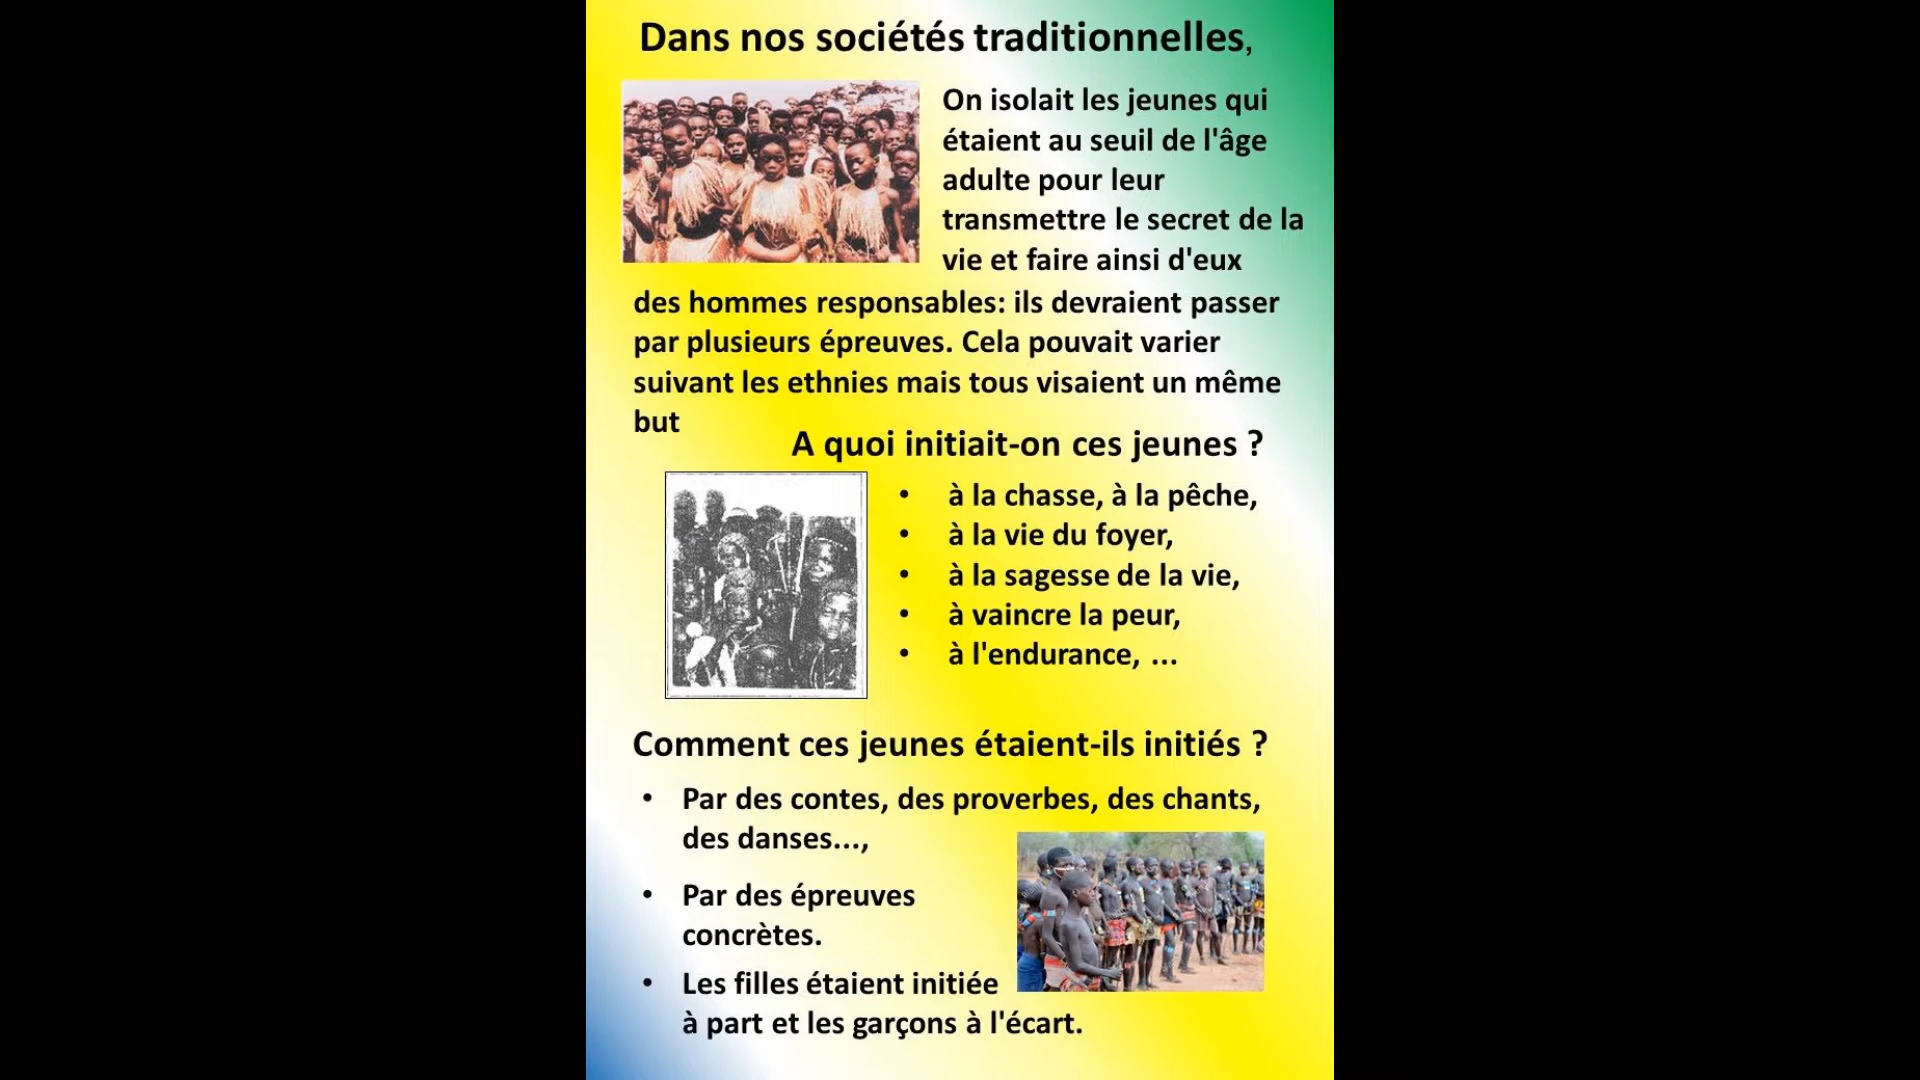 Dans nos sociétés traditionnelles,
On isolait les jeunes qui
étaient au seuil de l'âge
adulte pour leur
transmettre le secret de la
vie et faire ainsi d'eux
des hommes responsables: ils devraient passer
par plusieurs épreuves. Cela pouvait varier
suivant les ethnies mais tous visaient un même
but
A quoi initiait-on ces jeunes ?
• à la chasse, à la pêche,
• à la vie du foyer,
• à la sagesse de la vie,
• à vaincre la peur,
• à l'endurance, ...
Comment ces jeunes étaient-ils initiés ?
• Par des contes, des proverbes, des chants,
des danses...,
• Par des épreuves
concrètes.
• Les filles étaient initiée
à part et les garçons à l'écart.